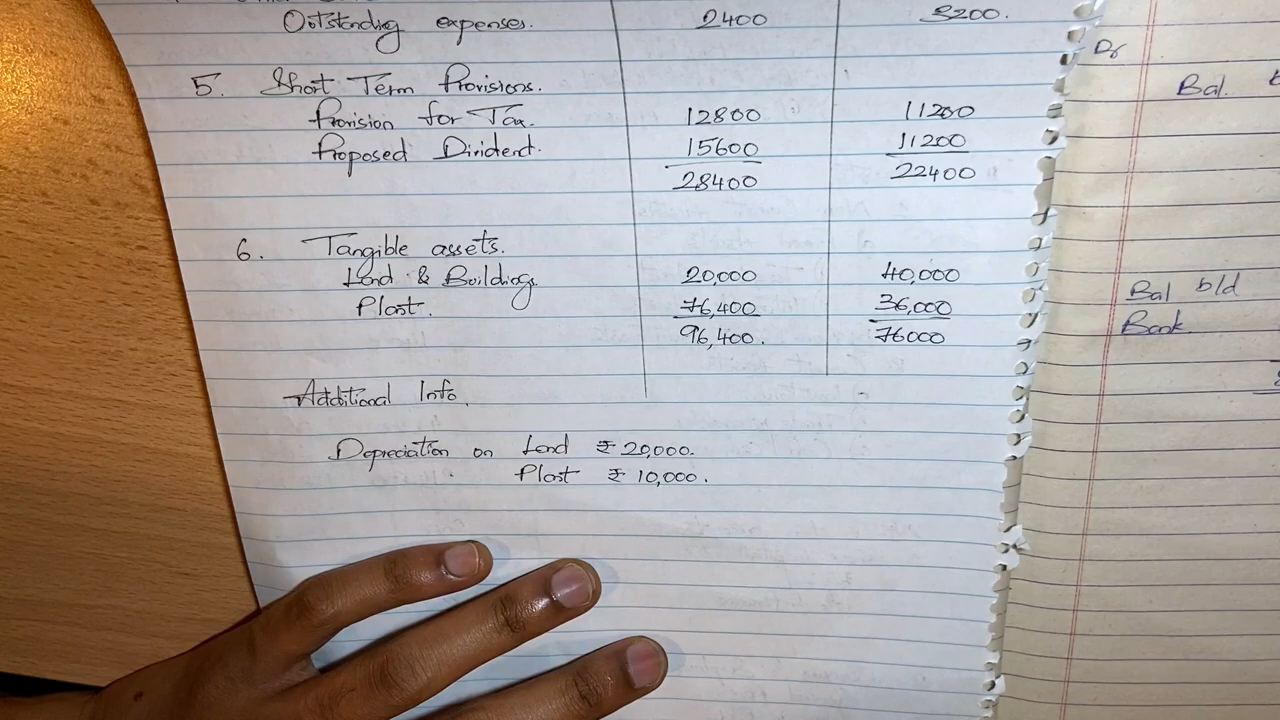 Outstanding expenses. 2400 3200.
5. Short Term Provisions.
Provision for Tax. 12800 11200
Proposed Divident. 15600 11200
28400 22400
6. Tangible assets.
Land & Buildings 20,000 40,000
Plant. 76,400 36,000
96,400. 76000
Additional Info.
Depreciation on Land ₹ 20,000.
Plant ₹ 10,000.
Dr
Bal.
Bal b/d
Bank